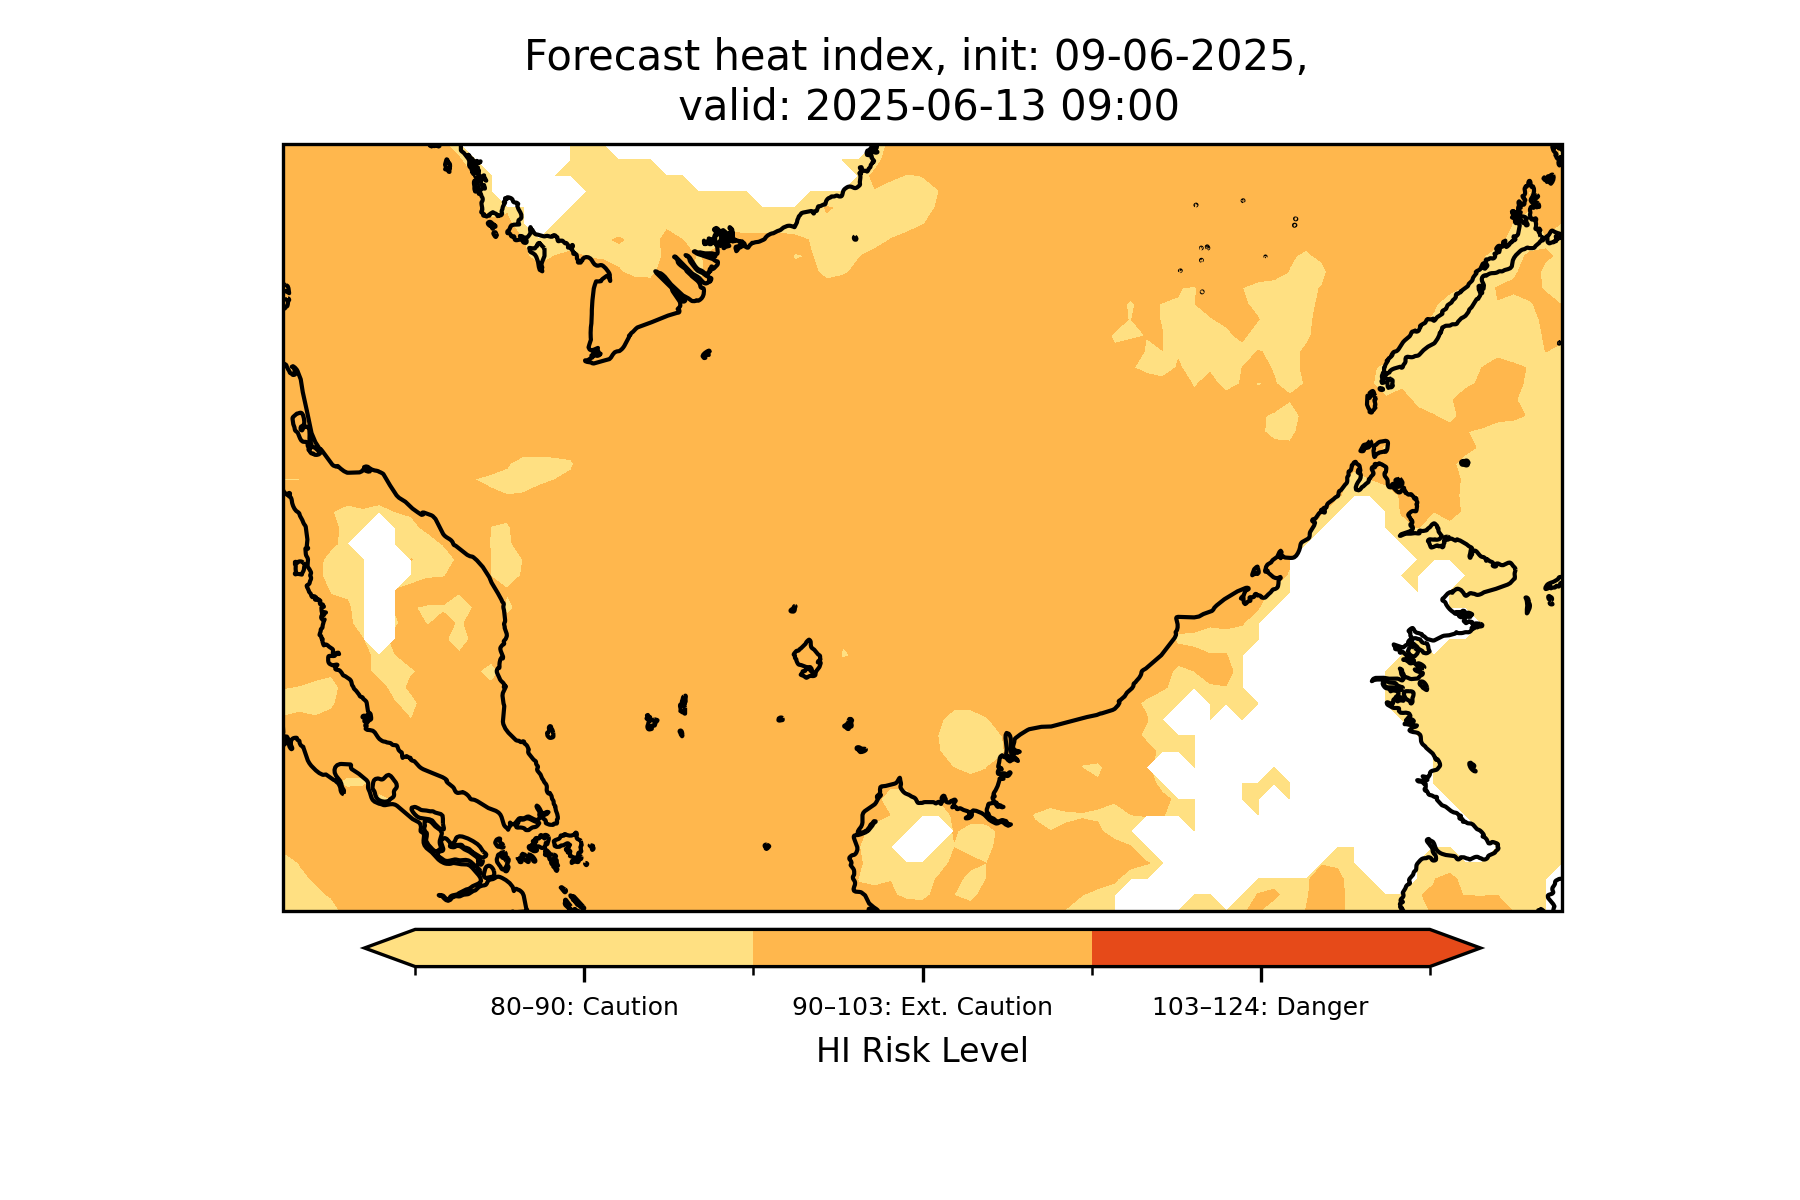 Forecast heat index, init: 09-06-2025,
valid: 2025-06-13 09:00
80–90: Caution
90–103: Ext. Caution
103–124: Danger
HI Risk Level